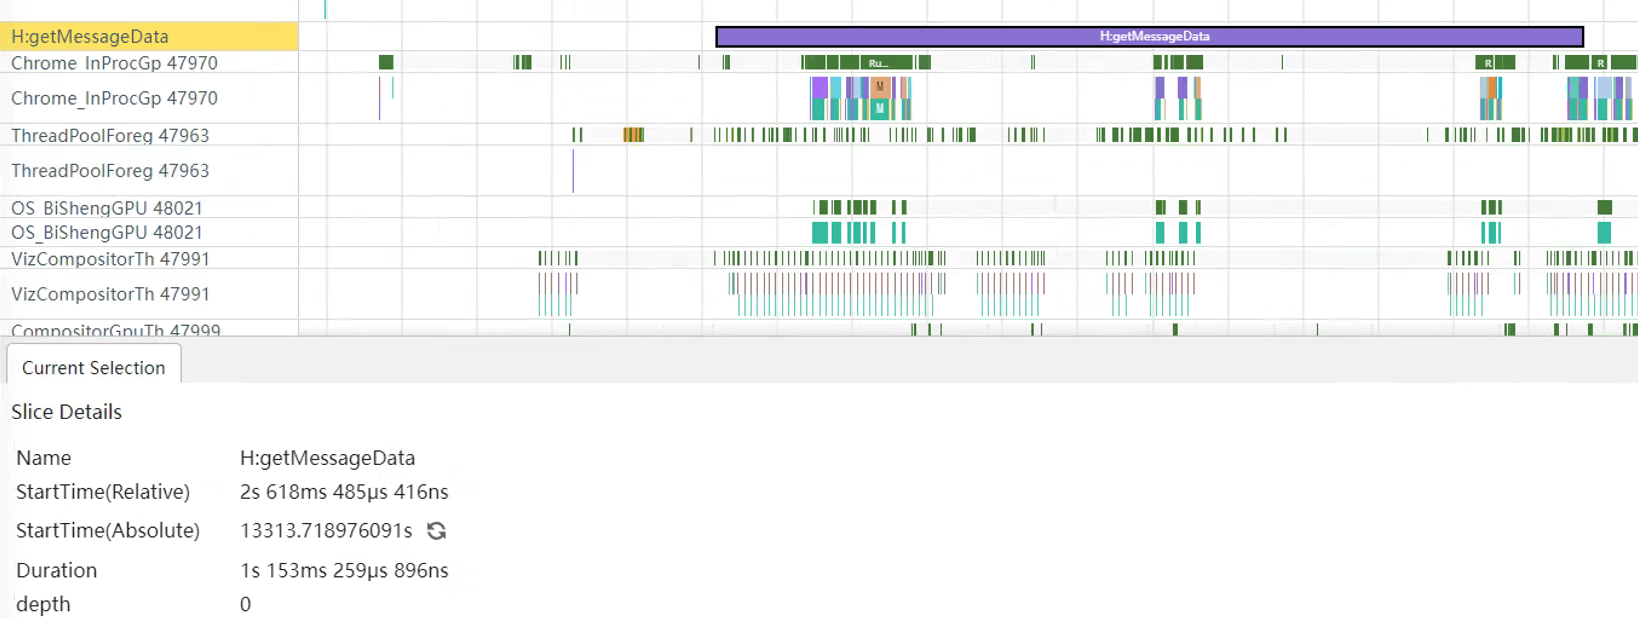 H:getMessageData
H:getMessageData
Chrome_InProcGp 47970
Ru...
R
R
Chrome_InProcGp 47970
M
M
ThreadPoolForeg 47963
ThreadPoolForeg 47963
OS_BiShengGPU 48021
OS_BiShengGPU 48021
VizCompositorTh 47991
VizCompositorTh 47991
CompositorGpuTh 47999
Current Selection
Slice Details
Name H:getMessageData
StartTime(Relative) 2s 618ms 485μs 416ns
StartTime(Absolute) 13313.718976091s
Duration 1s 153ms 259μs 896ns
depth 0